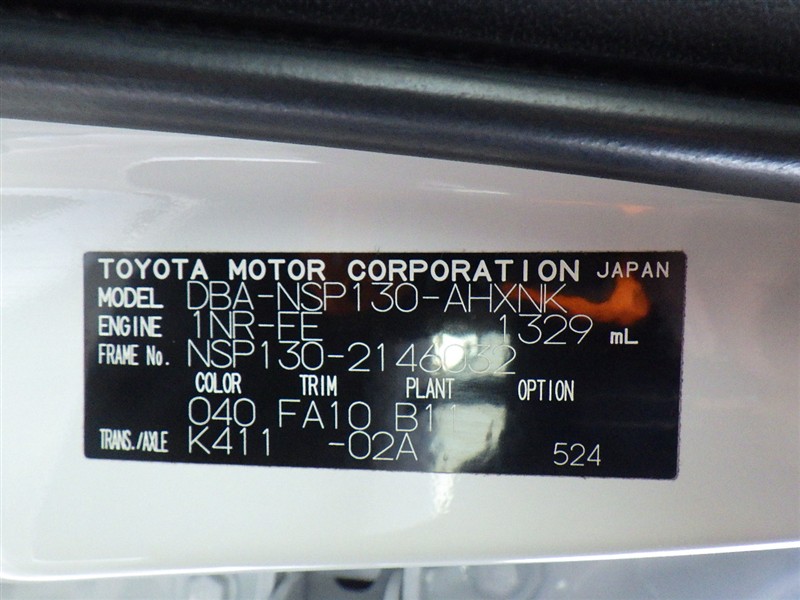 TOYOTA MOTOR CORPORATION JAPAN
MODEL DBA-NSP130-AHXNK
ENGINE 1NR-FE 1329 mL
FRAME No. NSP130-2146032
COLOR TRIM PLANT OPTION
040 FA10 B11
TRANS./AXLE K411 -02A 524